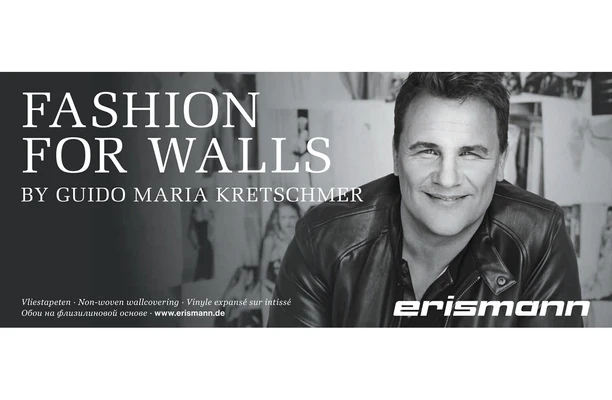 FASHION
FOR WALLS
BY GUIDO MARIA KRETSCHMER
Vliestapeten · Non-woven wallcovering · Vinyle expansé sur intissé
Обои на флизилиновой основе · www.erismann.de
erismann